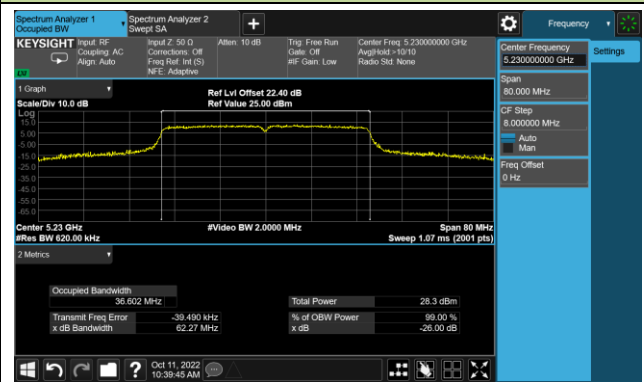 Spectrum Analyzer 1
Occupied BW
Spectrum Analyzer 2
Swept SA
+
Frequency
KEYSIGHT
Input: RF
Coupling: AC
Align: Auto
Input Z: 50 Ω
Corrections: Off
Freq Ref: Int (S)
NFE: Adaptive
Atten: 10 dB
Trig: Free Run
Gate: Off
#IF Gain: Low
Center Freq: 5.230000000 GHz
Avg|Hold:>10/10
Radio Std: None
Center Frequency
5.230000000 GHz
Settings
Span
80.000 MHz
CF Step
8.000000 MHz
Auto
Man
Freq Offset
0 Hz
1 Graph
Scale/Div 10.0 dB
Ref Lvl Offset 22.40 dB
Ref Value 25.00 dBm
Log
15.0
5.00
-5.00
-15.0
-25.0
-35.0
-45.0
-55.0
-65.0
Center 5.23 GHz
#Video BW 2.0000 MHz
Span 80 MHz
#Res BW 620.00 kHz
Sweep 1.07 ms (2001 pts)
2 Metrics
Occupied Bandwidth
36.602 MHz
Total Power
28.3 dBm
Transmit Freq Error
-39.490 kHz
% of OBW Power
99.00 %
x dB Bandwidth
62.27 MHz
x dB
-26.00 dB
?
Oct 11, 2022
10:39:45 AM